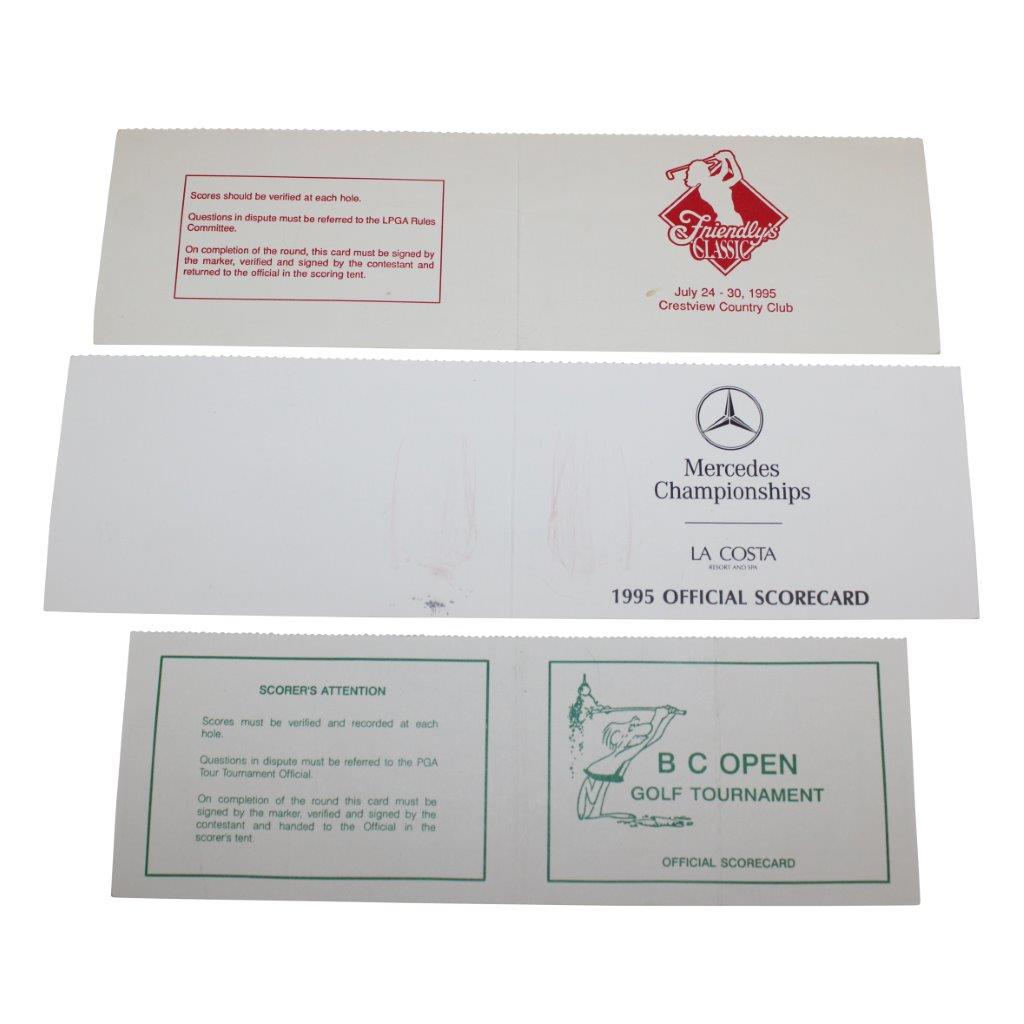 Scores should be verified at each hole.
Questions in dispute must be referred to the LPGA Rules
Committee.
On completion of the round, this card must be signed by
the marker, verified and signed by the contestant and
returned to the official in the scoring tent.
Friendly's
CLASSIC
July 24 - 30, 1995
Crestview Country Club
Mercedes
Championships
LA COSTA
RESORT AND SPA
1995 OFFICIAL SCORECARD
SCORER'S ATTENTION
Scores must be verified and recorded at each
hole.
Questions in dispute must be referred to the PGA
Tour Tournament Official.
On completion of the round this card must be
signed by the marker, verified and signed by the
contestant and handed to the Official in the
scorer's tent.
B C OPEN
GOLF TOURNAMENT
OFFICIAL SCORECARD